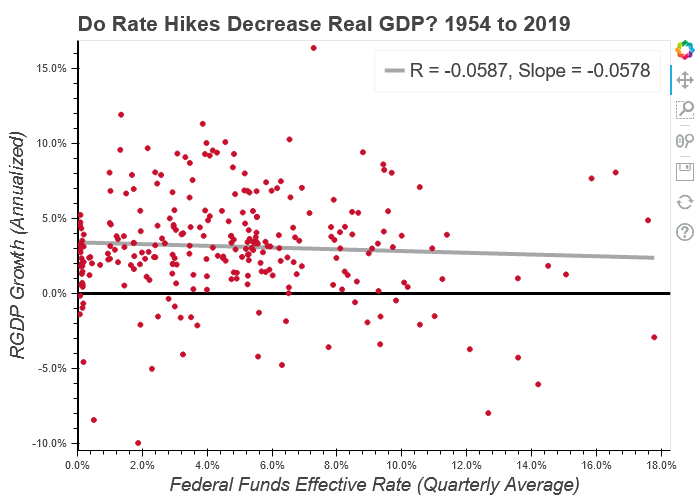 Do Rate Hikes Decrease Real GDP? 1954 to 2019
R = -0.0587, Slope = -0.0578
RGDP Growth (Annualized)
15.0%
10.0%
5.0%
0.0%
-5.0%
-10.0%
0.0% 2.0% 4.0% 6.0% 8.0% 10.0% 12.0% 14.0% 16.0% 18.0%
Federal Funds Effective Rate (Quarterly Average)